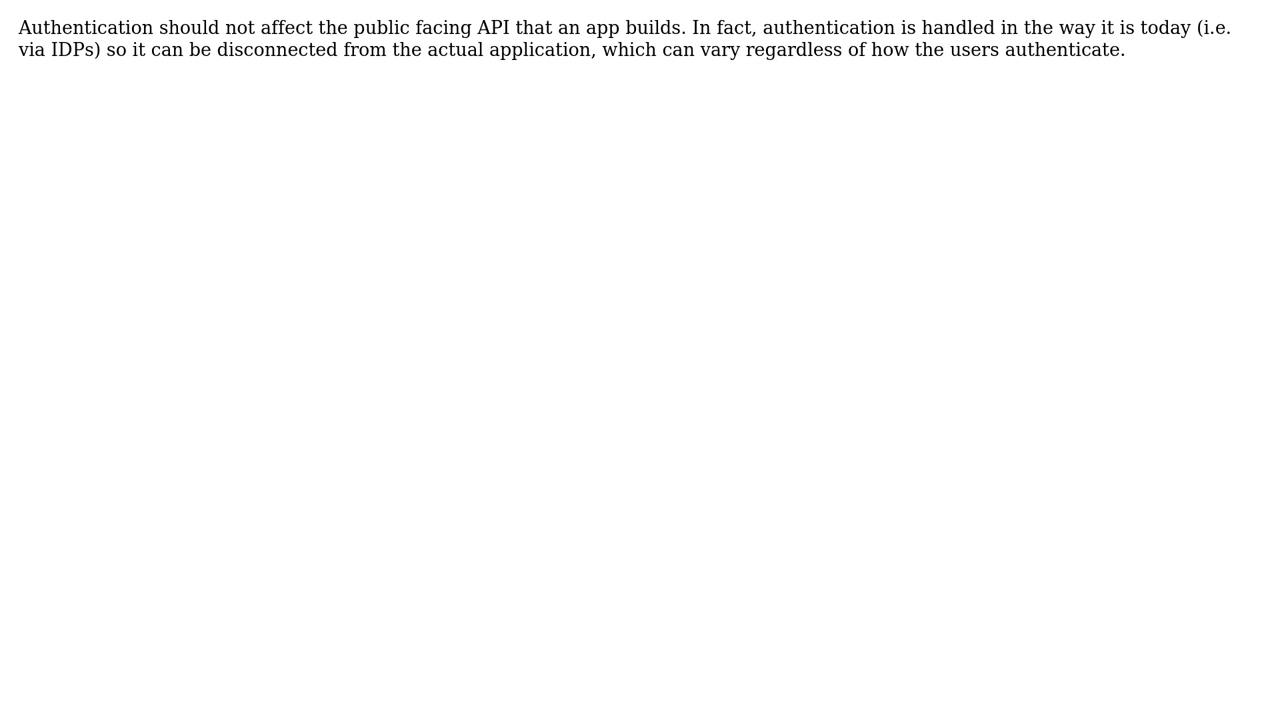 Authentication should not affect the public facing API that an app builds. In fact, authentication is handled in the way it is today (i.e.
via IDPs) so it can be disconnected from the actual application, which can vary regardless of how the users authenticate.